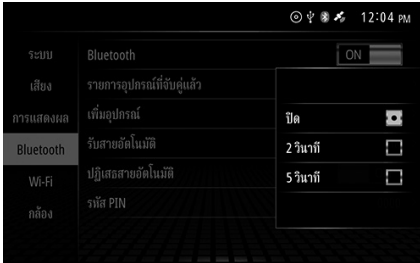 12:04 PM
ระบบ
เสียง
การแสดงผล
Bluetooth
Wi-Fi
กล้อง
Bluetooth
ON
รายการอุปกรณ์ที่จับคู่แล้ว
เพิ่มอุปกรณ์
รับสายอัตโนมัติ
ปฏิเสธสายอัตโนมัติ
รหัส PIN
ปิด
2 วินาที
5 วินาที